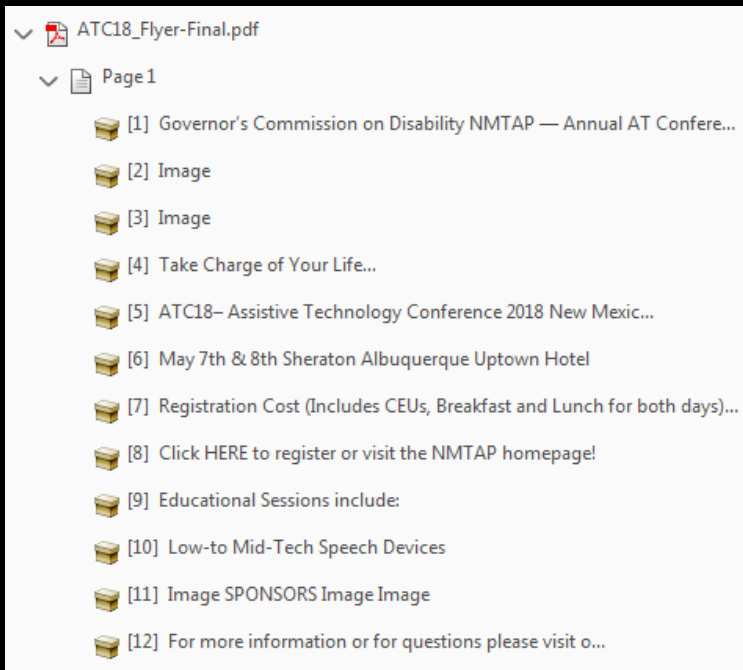 ATC18_Flyer-Final.pdf
Page 1
[1] Governor's Commission on Disability NMTAP — Annual AT Confere...
[2] Image
[3] Image
[4] Take Charge of Your Life...
[5] ATC18– Assistive Technology Conference 2018 New Mexic...
[6] May 7th & 8th Sheraton Albuquerque Uptown Hotel
[7] Registration Cost (Includes CEUs, Breakfast and Lunch for both days)...
[8] Click HERE to register or visit the NMTAP homepage!
[9] Educational Sessions include:
[10] Low-to Mid-Tech Speech Devices
[11] Image SPONSORS Image Image
[12] For more information or for questions please visit o...